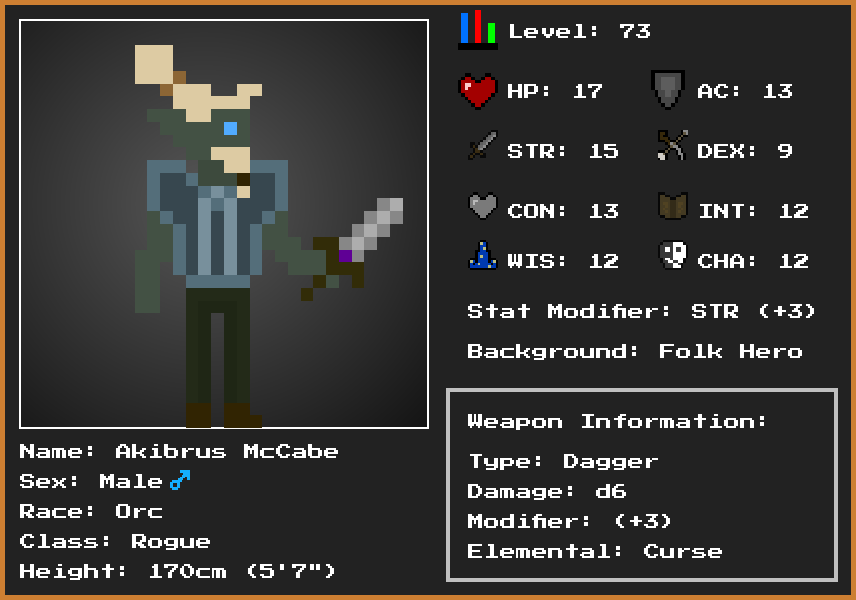 Level: 73
HP: 17
AC: 13
STR: 15
DEX: 9
CON: 13
INT: 12
WIS: 12
CHA: 12
Stat Modifier: STR (+3)
Background: Folk Hero
Weapon Information:
Type: Dagger
Damage: d6
Modifier: (+3)
Elemental: Curse
Name: Akibrus McCabe
Sex: Male♂
Race: Orc
Class: Rogue
Height: 170cm (5'7")